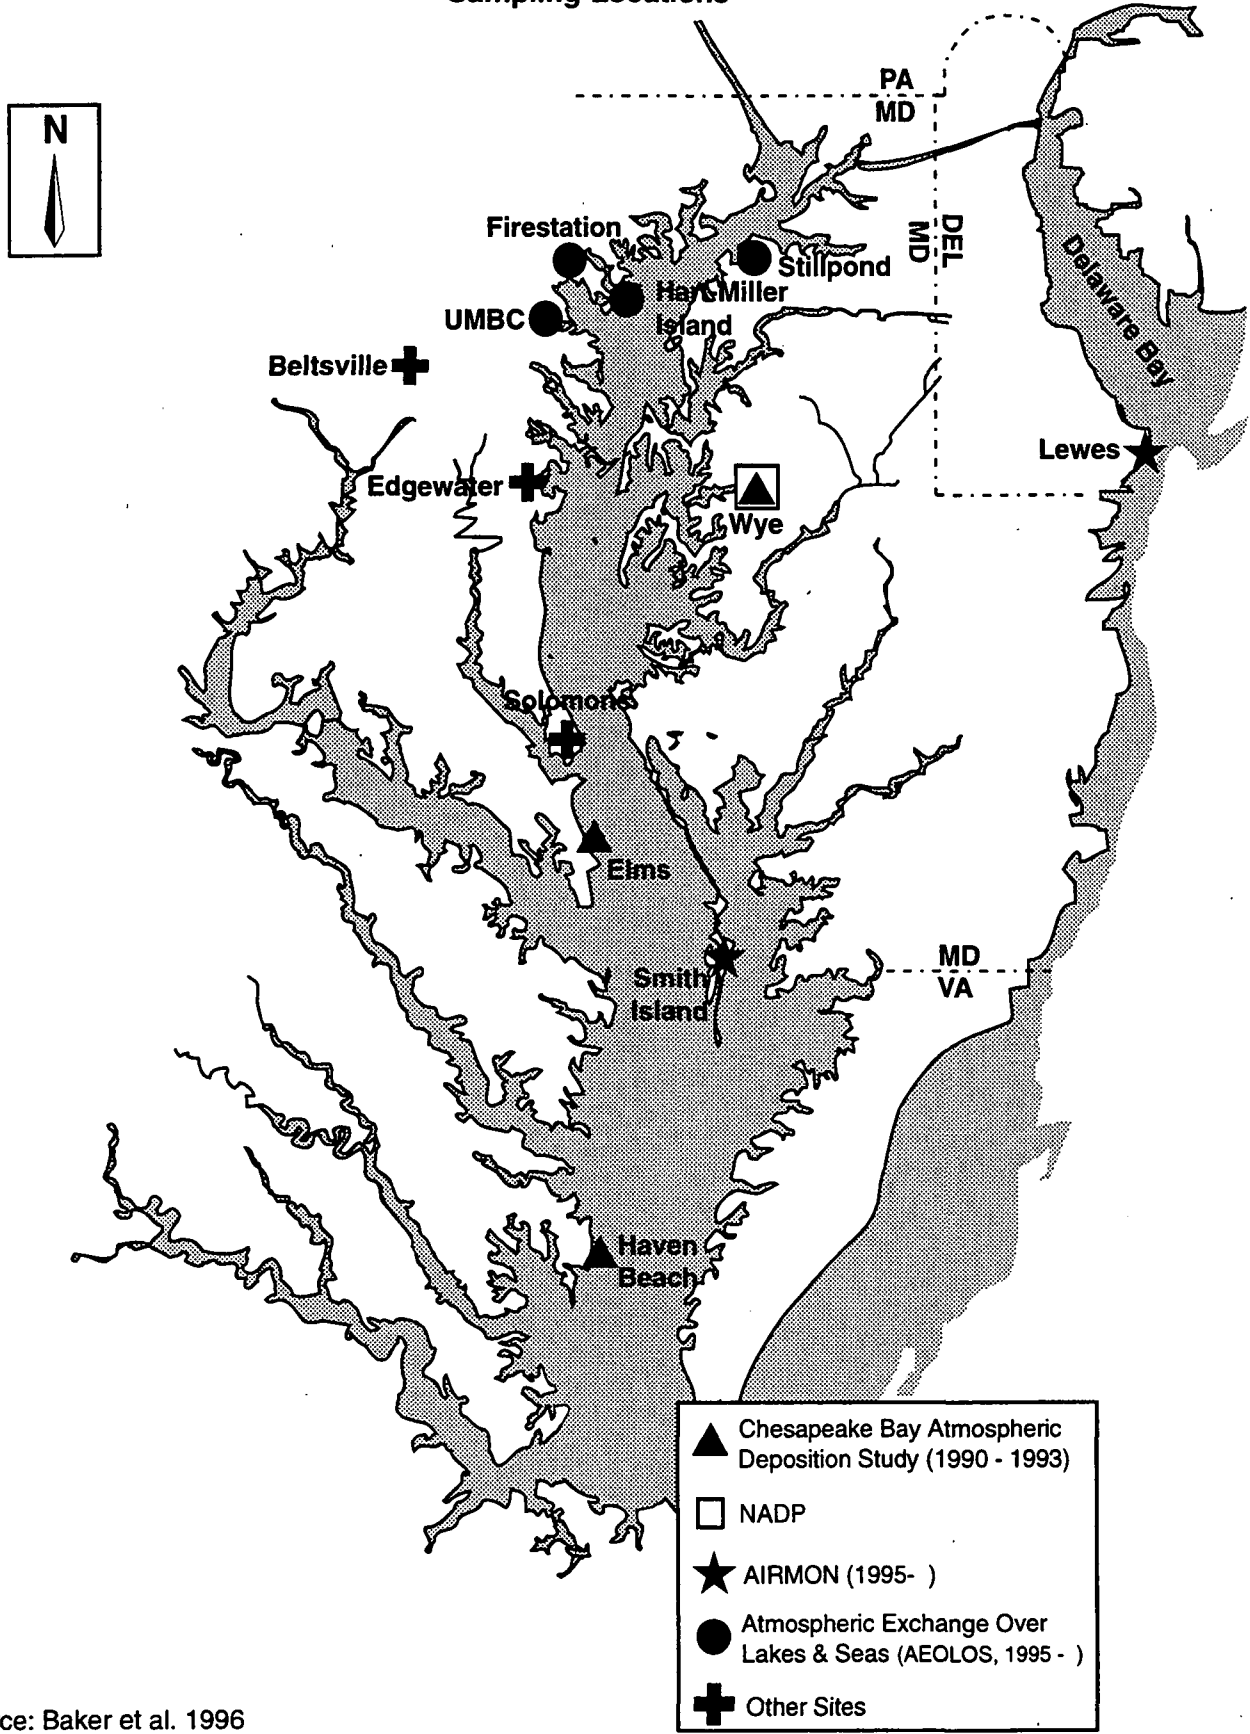 Sampling Locations
PA
MD
N
DEL
MD
Firestation
Stillpond
Hart-Miller
Island
UMBC
Delaware Bay
Beltsville
Lewes
Edgewater
Wye
Solomons
Elms
MD
VA
Smith
Island
Haven
Beach
Chesapeake Bay Atmospheric
Deposition Study (1990 - 1993)
NADP
AIRMON (1995- )
Atmospheric Exchange Over
Lakes & Seas (AEOLOS, 1995 - )
Other Sites
ce: Baker et al. 1996